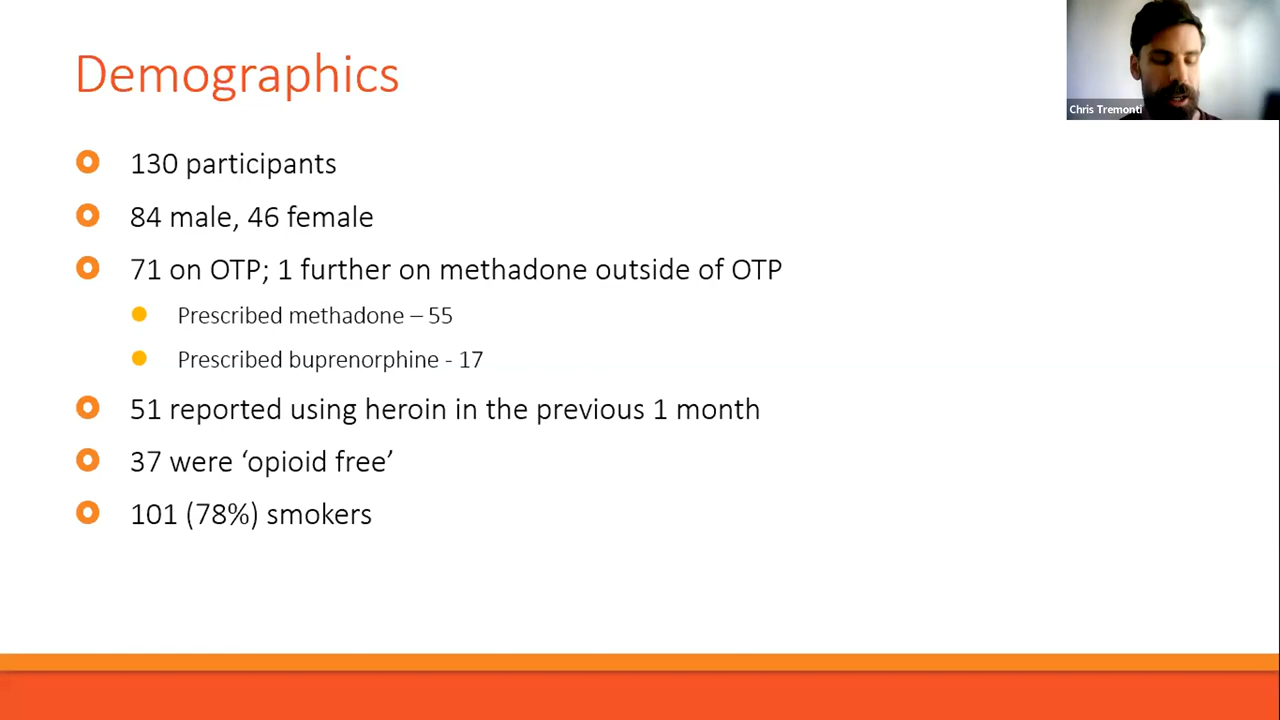 Demographics
Chris Tremonti
130 participants
84 male, 46 female
71 on OTP; 1 further on methadone outside of OTP
Prescribed methadone – 55
Prescribed buprenorphine - 17
51 reported using heroin in the previous 1 month
37 were ‘opioid free’
101 (78%) smokers